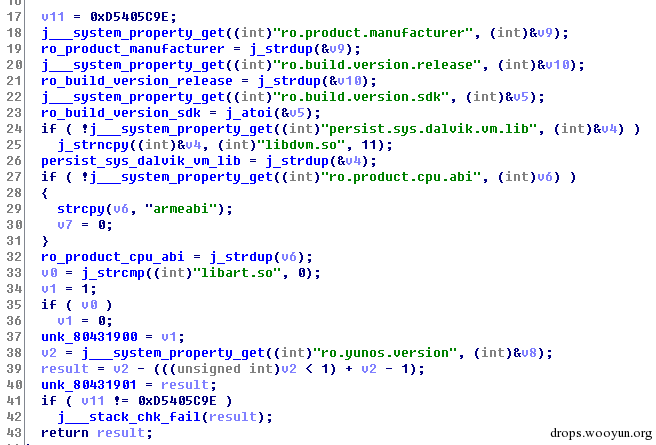 17 v11 = 0xD5405C9E;
18 j___system_property_get((int)"ro.product.manufacturer", (int)&v9);
19 ro_product_manufacturer = j_strdup(&v9);
20 j___system_property_get((int)"ro.build.version.release", (int)&v10);
21 ro_build_version_release = j_strdup(&v10);
22 j___system_property_get((int)"ro.build.version.sdk", (int)&v5);
23 ro_build_version_sdk = j_atoi(&v5);
24 if ( !j___system_property_get((int)"persist.sys.dalvik.vm.lib", (int)&v4) )
25 j_strncpy((int)&v4, (int)"libdvm.so", 11);
26 persist_sys_dalvik_vm_lib = j_strdup(&v4);
27 if ( !j___system_property_get((int)"ro.product.cpu.abi", (int)v6) )
28 {
29 strcpy(v6, "armeabi");
30 v7 = 0;
31 }
32 ro_product_cpu_abi = j_strdup(v6);
33 v0 = j_strcmp((int)"libart.so", 0);
34 v1 = 1;
35 if ( v0 )
36 v1 = 0;
37 unk_80431900 = v1;
38 v2 = j___system_property_get((int)"ro.yunos.version", (int)&v8);
39 result = v2 - (((unsigned int)v2 < 1) + v2 - 1);
40 unk_80431901 = result;
41 if ( v11 != 0xD5405C9E )
42 j___stack_chk_fail(result);
43 return result;
drops.wooyun.org